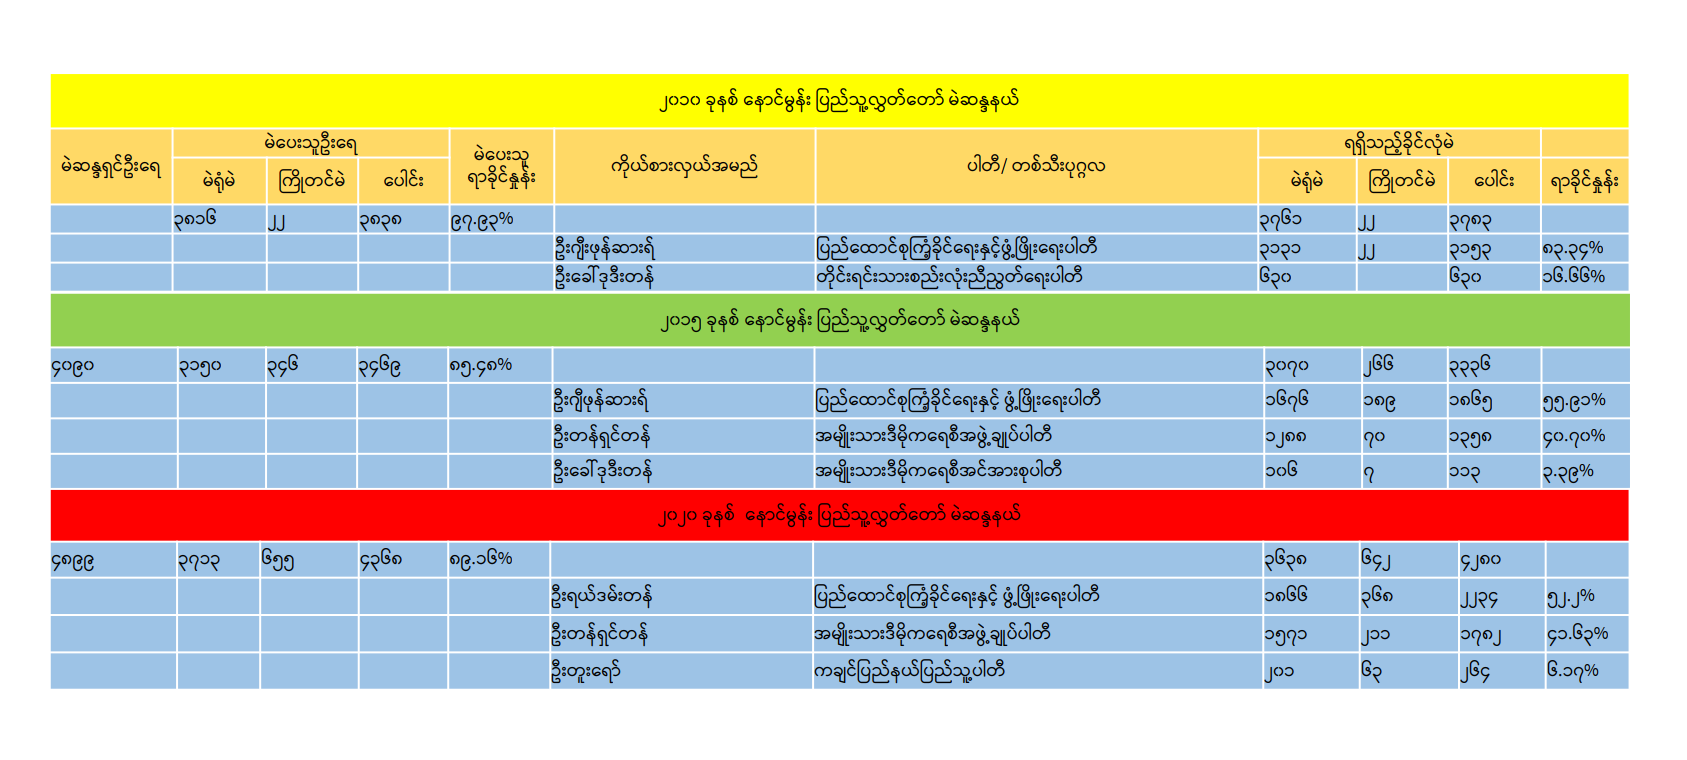 ၂၀၁၀ ခုနှစ် နောင်မွန်း ပြည်သူ့လွှတ်တော် မဲဆန္ဒနယ်
မဲဆန္ဒရှင်ဦးရေ မဲပေးသူဦးရေ မဲပေးသူ ရာခိုင်နှုန်း ကိုယ်စားလှယ်အမည် ပါတီ/ တစ်သီးပုဂ္ဂလ ရရှိသည့်ခိုင်လုံမဲ
မဲရုံမဲ ကြိုတင်မဲ ပေါင်း မဲရုံမဲ ကြိုတင်မဲ ပေါင်း ရာခိုင်နှုန်း
၃၈၁၆ ၂၂ ၃၈၃၈ ၉၇.၉၃% ၃၇၆၁ ၂၂ ၃၇၈၃
ဦးဂျီးဖုန်ဆားရ် ပြည်ထောင်စုကြံ့ခိုင်ရေးနှင့်ဖွံ့ဖြိုးရေးပါတီ ၃၁၃၁ ၂၂ ၃၁၅၃ ၈၃.၃၄%
ဦးခေါ်ဒုဒီးတန် တိုင်းရင်းသားစည်းလုံးညီညွတ်ရေးပါတီ ၆၃၀ ၆၃၀ ၁၆.၆၆%
၂၀၁၅ ခုနှစ် နောင်မွန်း ပြည်သူ့လွှတ်တော် မဲဆန္ဒနယ်
၄၀၉၀ ၃၁၅၀ ၃၄၆ ၃၄၆၉ ၈၅.၄၈% ၃၀၇၀ ၂၆၆ ၃၃၃၆
ဦးဂျီဖုန်ဆားရ် ပြည်ထောင်စုကြံ့ခိုင်ရေးနှင့် ဖွံ့ဖြိုးရေးပါတီ ၁၆၇၆ ၁၈၉ ၁၈၆၅ ၅၅.၉၁%
ဦးတန်ရှင်တန် အမျိုးသားဒီမိုကရေစီအဖွဲ့ချုပ်ပါတီ ၁၂၈၈ ၇၀ ၁၃၅၈ ၄၀.၇၀%
ဦးခေါ်ဒုဒီးတန် အမျိုးသားဒီမိုကရေစီအင်အားစုပါတီ ၁၀၆ ၇ ၁၁၃ ၃.၃၉%
၂၀၂၀ ခုနှစ် နောင်မွန်း ပြည်သူ့လွှတ်တော် မဲဆန္ဒနယ်
၄၈၉၉ ၃၇၁၃ ၆၅၅ ၄၃၆၈ ၈၉.၁၆% ၃၆၃၈ ၆၄၂ ၄၂၈၀
ဦးရယ်ဒမ်းတန် ပြည်ထောင်စုကြံ့ခိုင်ရေးနှင့် ဖွံ့ဖြိုးရေးပါတီ ၁၈၆၆ ၃၆၈ ၂၂၃၄ ၅၂.၂%
ဦးတန်ရှင်တန် အမျိုးသားဒီမိုကရေစီအဖွဲ့ချုပ်ပါတီ ၁၅၇၁ ၂၁၁ ၁၇၈၂ ၄၁.၆၃%
ဦးတူးရော် ကချင်ပြည်နယ်ပြည်သူ့ပါတီ ၂၀၁ ၆၃ ၂၆၄ ၆.၁၇%